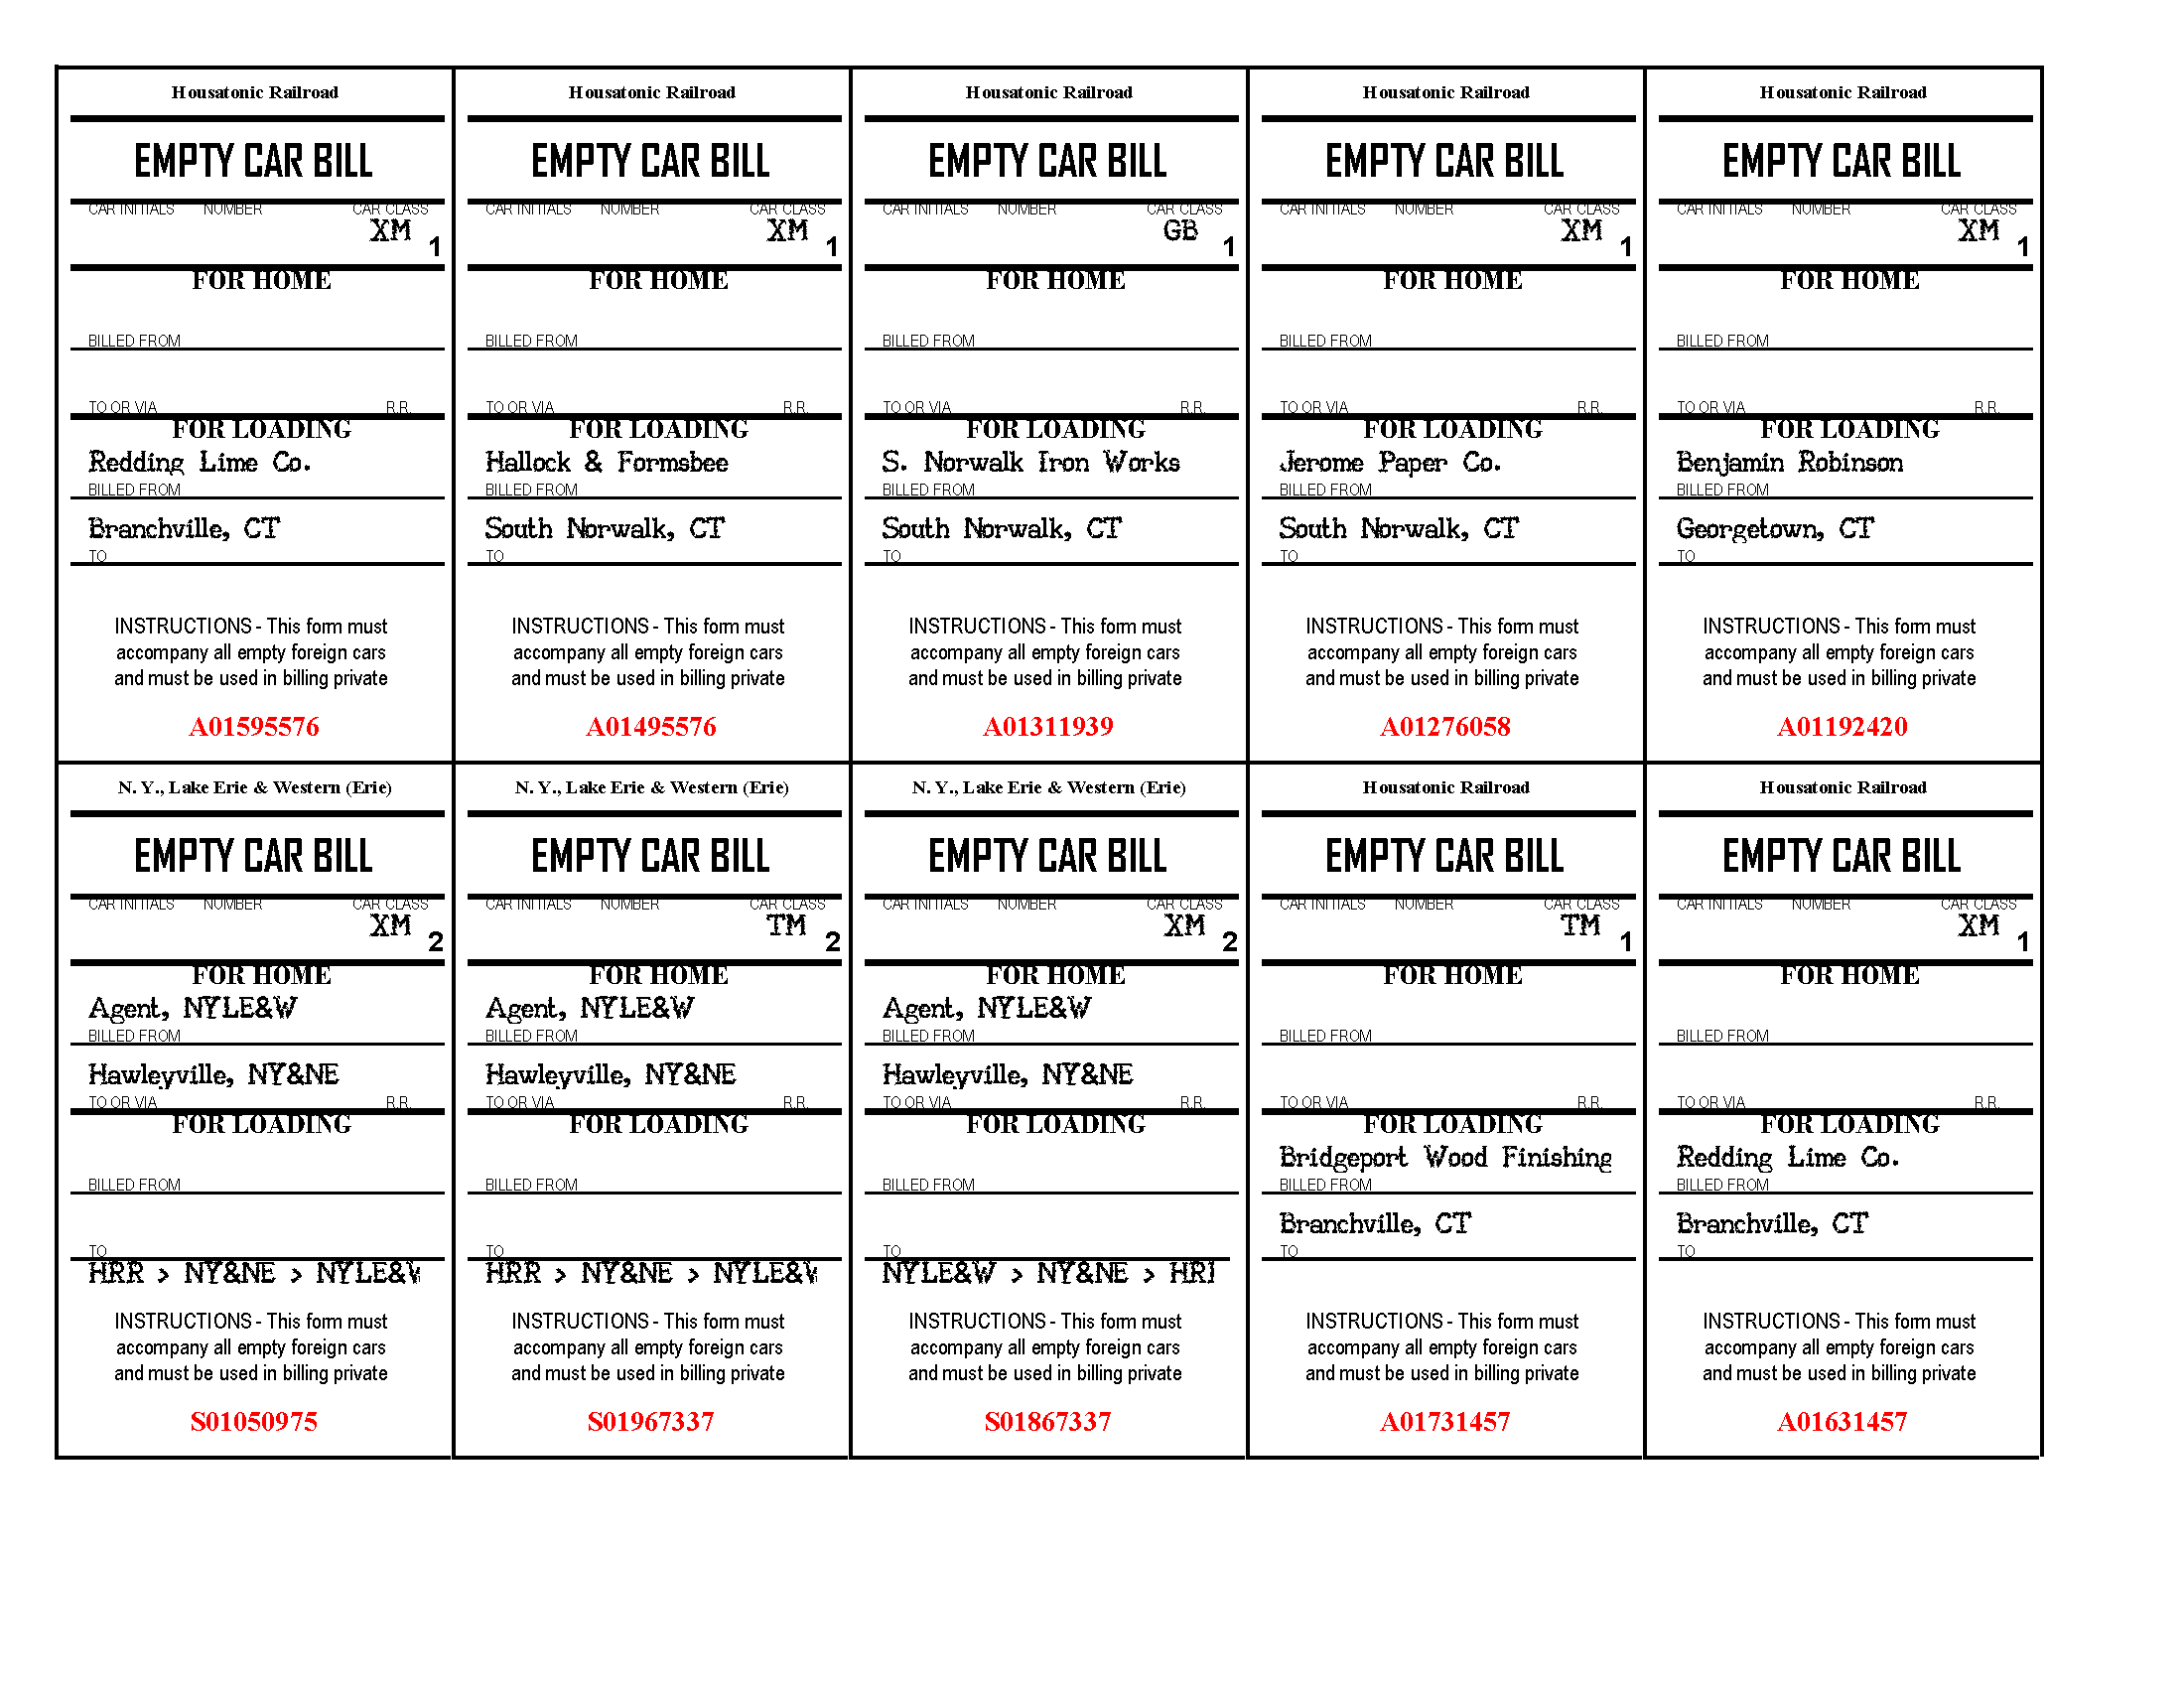 Housatonic Railroad
EMPTY CAR BILL
CAR INITIALS NUMBER CAR CLASS
XM 1
FOR HOME
BILLED FROM
TO OR VIA R.R.
FOR LOADING
Redding Lime Co.
BILLED FROM
Branchville, CT
TO
INSTRUCTIONS - This form must
accompany all empty foreign cars
and must be used in billing private
A01595576
Housatonic Railroad
EMPTY CAR BILL
CAR INITIALS NUMBER CAR CLASS
XM 1
FOR HOME
BILLED FROM
TO OR VIA R.R.
FOR LOADING
Hallock & Formsbee
BILLED FROM
South Norwalk, CT
TO
INSTRUCTIONS - This form must
accompany all empty foreign cars
and must be used in billing private
A01495576
Housatonic Railroad
EMPTY CAR BILL
CAR INITIALS NUMBER CAR CLASS
GB 1
FOR HOME
BILLED FROM
TO OR VIA R.R.
FOR LOADING
S. Norwalk Iron Works
BILLED FROM
South Norwalk, CT
TO
INSTRUCTIONS - This form must
accompany all empty foreign cars
and must be used in billing private
A01311939
Housatonic Railroad
EMPTY CAR BILL
CAR INITIALS NUMBER CAR CLASS
XM 1
FOR HOME
BILLED FROM
TO OR VIA R.R.
FOR LOADING
Jerome Paper Co.
BILLED FROM
South Norwalk, CT
TO
INSTRUCTIONS - This form must
accompany all empty foreign cars
and must be used in billing private
A01276058
Housatonic Railroad
EMPTY CAR BILL
CAR INITIALS NUMBER CAR CLASS
XM 1
FOR HOME
BILLED FROM
TO OR VIA R.R.
FOR LOADING
Benjamin Robinson
BILLED FROM
Georgetown, CT
TO
INSTRUCTIONS - This form must
accompany all empty foreign cars
and must be used in billing private
A01192420
N. Y., Lake Erie & Western (Erie)
EMPTY CAR BILL
CAR INITIALS NUMBER CAR CLASS
XM 2
FOR HOME
Agent, NYLE&W
BILLED FROM
Hawleyville, NY&NE
TO OR VIA R.R.
FOR LOADING
BILLED FROM
TO
HRR > NY&NE > NYLE&W
INSTRUCTIONS - This form must
accompany all empty foreign cars
and must be used in billing private
S01050975
N. Y., Lake Erie & Western (Erie)
EMPTY CAR BILL
CAR INITIALS NUMBER CAR CLASS
TM 2
FOR HOME
Agent, NYLE&W
BILLED FROM
Hawleyville, NY&NE
TO OR VIA R.R.
FOR LOADING
BILLED FROM
TO
HRR > NY&NE > NYLE&W
INSTRUCTIONS - This form must
accompany all empty foreign cars
and must be used in billing private
S01967337
N. Y., Lake Erie & Western (Erie)
EMPTY CAR BILL
CAR INITIALS NUMBER CAR CLASS
XM 2
FOR HOME
Agent, NYLE&W
BILLED FROM
Hawleyville, NY&NE
TO OR VIA R.R.
FOR LOADING
BILLED FROM
TO
NYLE&W > NY&NE > HRR
INSTRUCTIONS - This form must
accompany all empty foreign cars
and must be used in billing private
S01867337
Housatonic Railroad
EMPTY CAR BILL
CAR INITIALS NUMBER CAR CLASS
TM 1
FOR HOME
BILLED FROM
TO OR VIA R.R.
FOR LOADING
Bridgeport Wood Finishing
BILLED FROM
Branchville, CT
TO
INSTRUCTIONS - This form must
accompany all empty foreign cars
and must be used in billing private
A01731457
Housatonic Railroad
EMPTY CAR BILL
CAR INITIALS NUMBER CAR CLASS
XM 1
FOR HOME
BILLED FROM
TO OR VIA R.R.
FOR LOADING
Redding Lime Co.
BILLED FROM
Branchville, CT
TO
INSTRUCTIONS - This form must
accompany all empty foreign cars
and must be used in billing private
A01631457